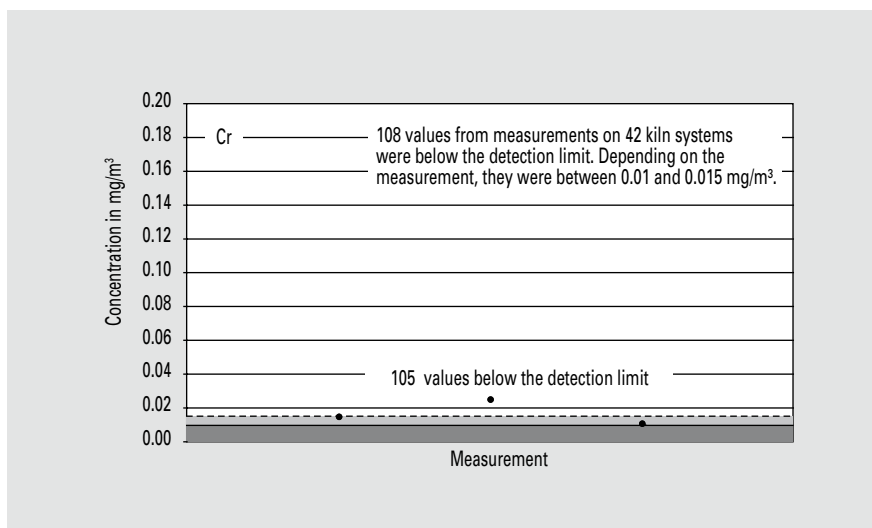 0.20
0.18
0.16
0.14
0.12
0.10
0.08
0.06
0.04
0.02
0.00
Concentration in mg/m³
Cr
108 values from measurements on 42 kiln systems
were below the detection limit. Depending on the
measurement, they were between 0.01 and 0.015 mg/m³.
105 values below the detection limit
Measurement